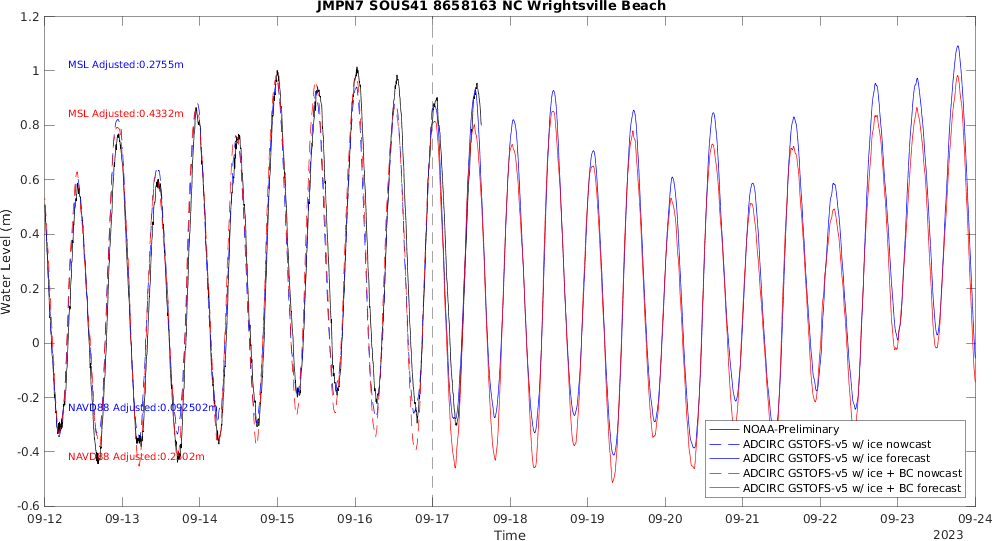 JMPN7 SOUS41 8658163 NC Wrightsville Beach
1.2
1
0.8
0.6
0.4
0.2
0
-0.2
-0.4
-0.6
Water Level (m)
MSL Adjusted:0.2755m
MSL Adjusted:0.4332m
NAVD88 Adjusted:0.092502m
NAVD88 Adjusted:0.2502m
NOAA-Preliminary
ADCIRC GSTOFS-v5 w/ ice nowcast
ADCIRC GSTOFS-v5 w/ ice forecast
ADCIRC GSTOFS-v5 w/ ice + BC nowcast
ADCIRC GSTOFS-v5 w/ ice + BC forecast
09-12 09-13 09-14 09-15 09-16 09-17 09-18 09-19 09-20 09-21 09-22 09-23 09-24
Time
2023